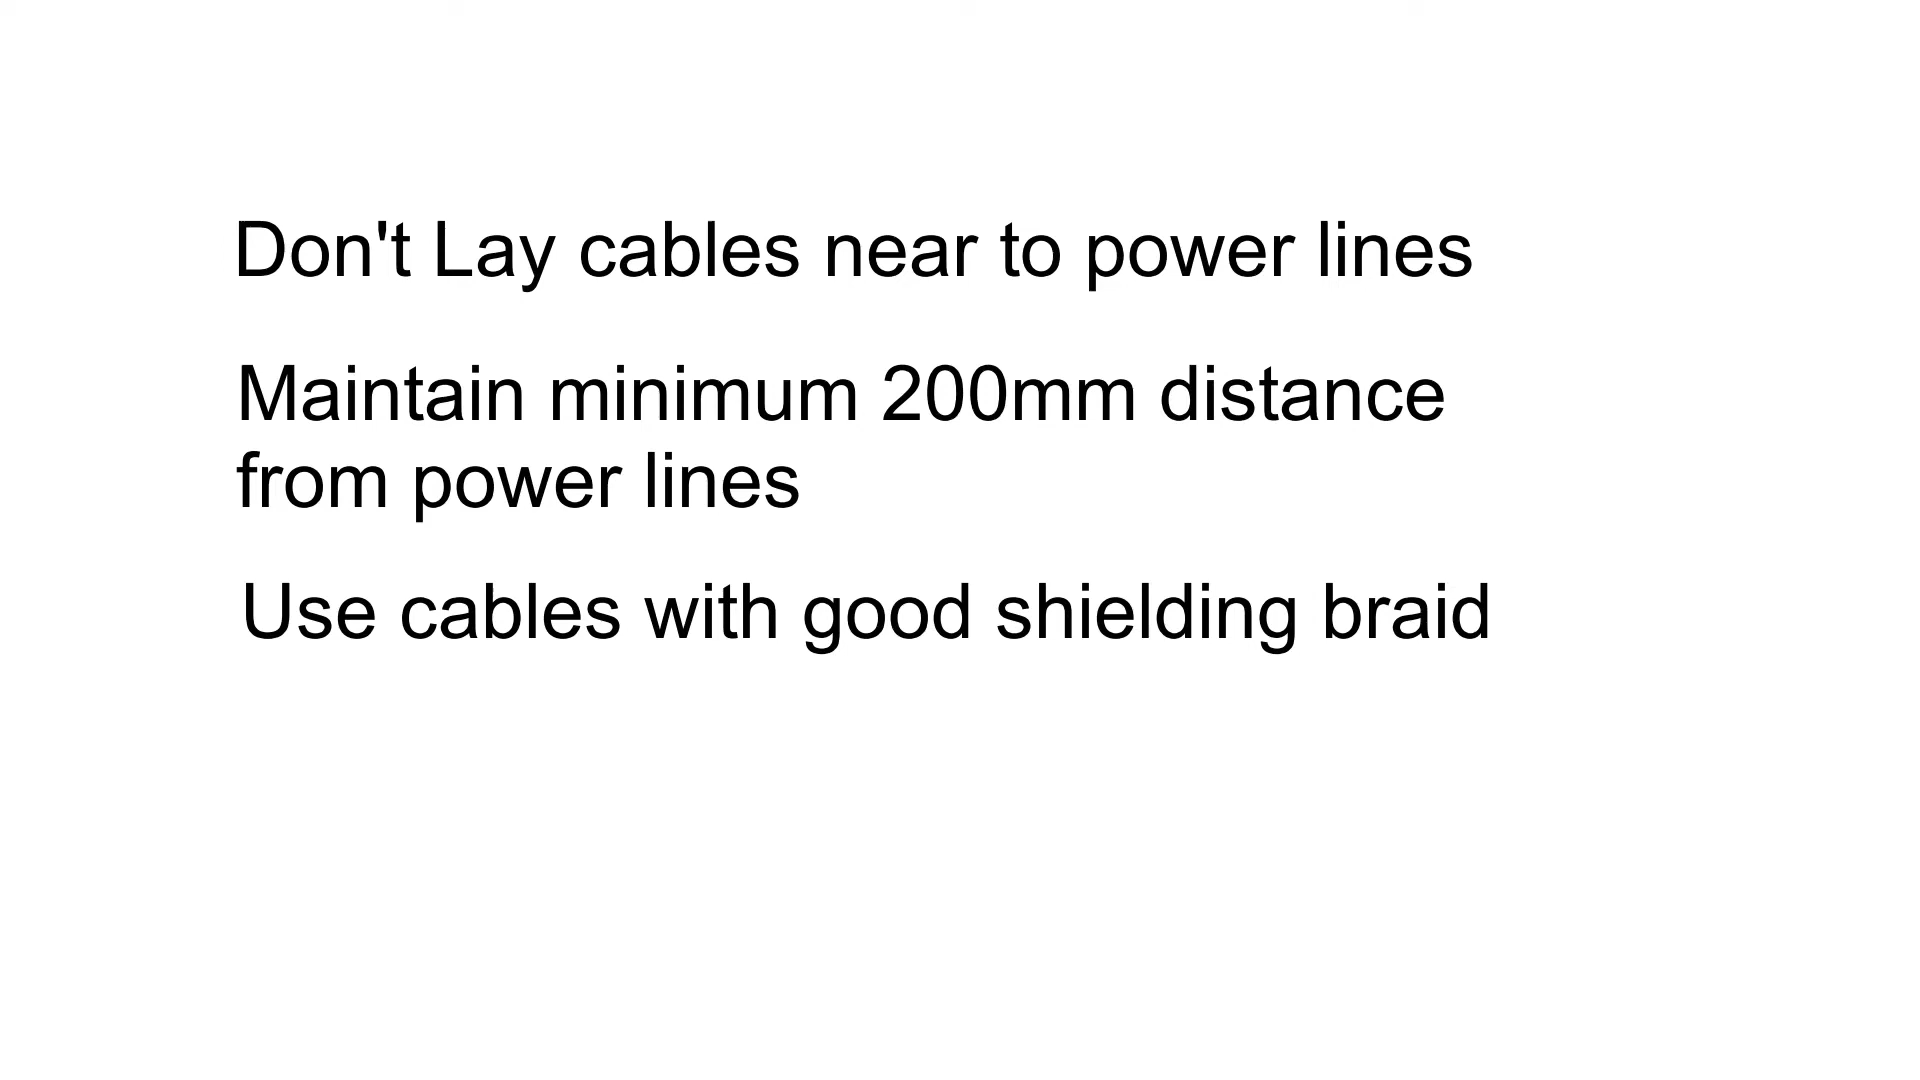 Don't Lay cables near to power lines
Maintain minimum 200mm distance
from power lines
Use cables with good shielding braid